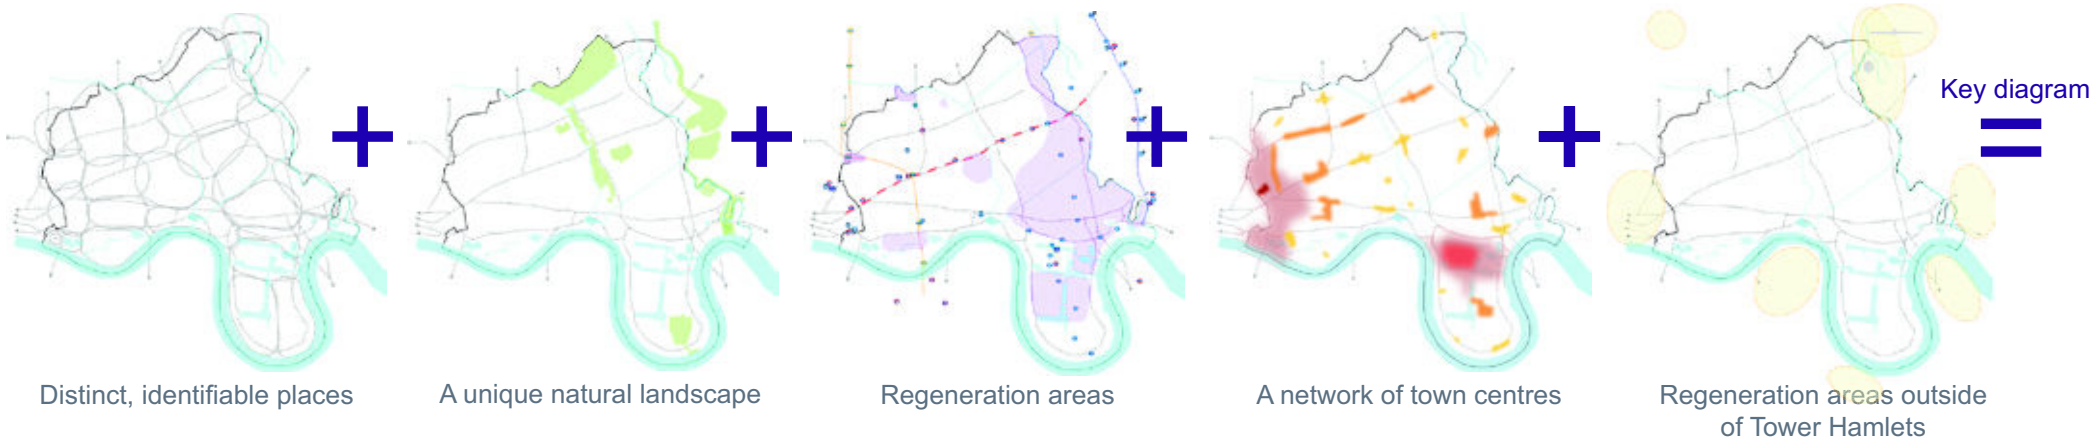 Key diagram
Distinct, identifiable places
A unique natural landscape
Regeneration areas
A network of town centres
Regeneration areas outside
of Tower Hamlets